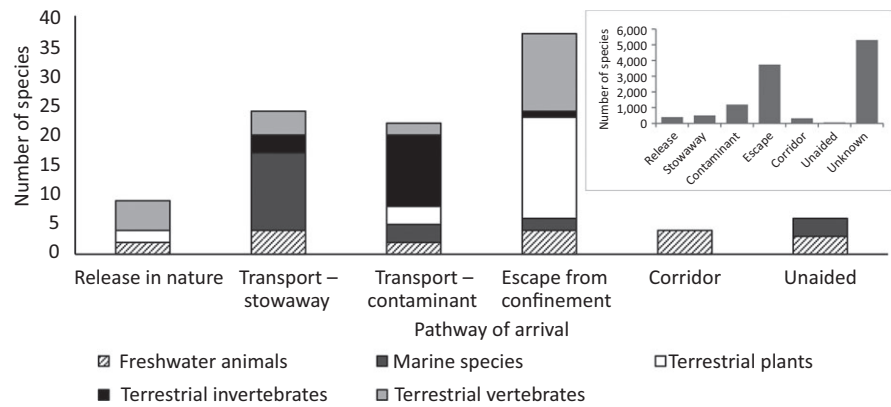 Number of species
40
35
30
25
20
15
10
5
0
Release in nature
Transport –
stowaway
Transport –
contaminant
Escape from
confinement
Corridor
Unaided
Pathway of arrival
Freshwater animals
Marine species
Terrestrial plants
Terrestrial invertebrates
Terrestrial vertebrates
Number of species
6,000
5,000
4,000
3,000
2,000
1,000
0
Release
Stowaway
Contaminant
Escape
Corridor
Unaided
Unknown